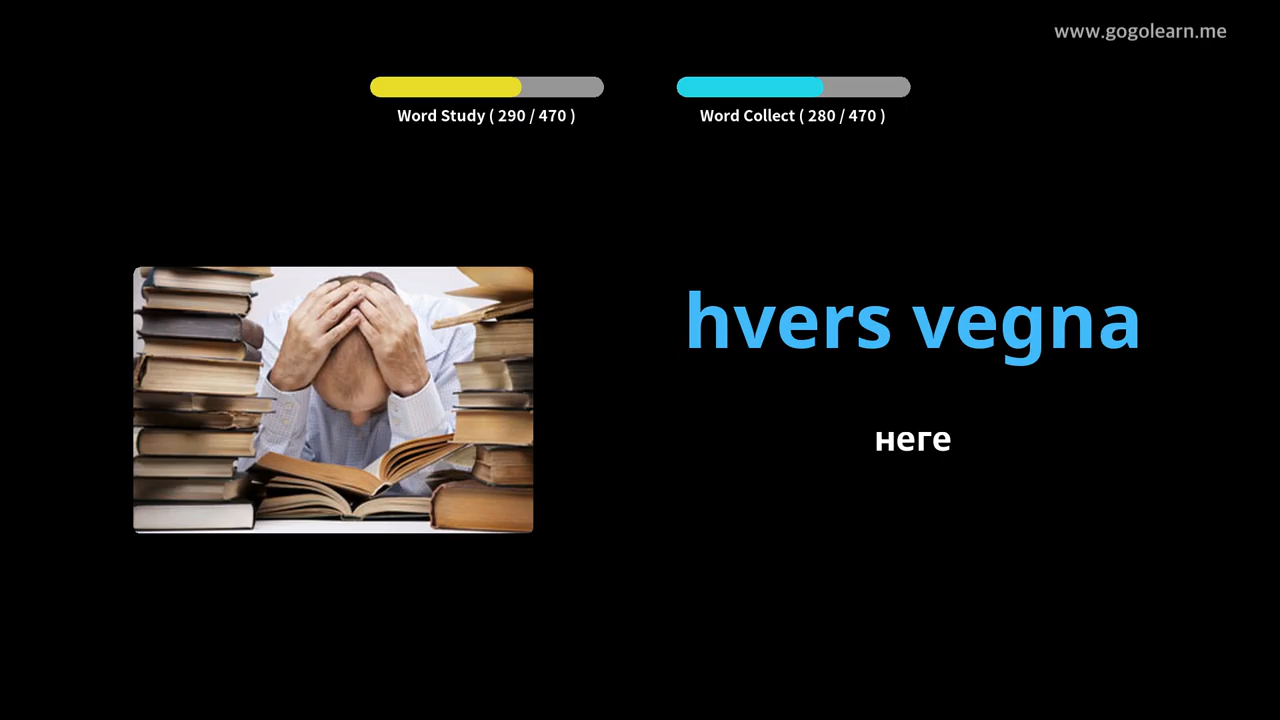 www.gogolearn.me
Word Study ( 290 / 470 )
Word Collect ( 280 / 470 )
hvers vegna
неге